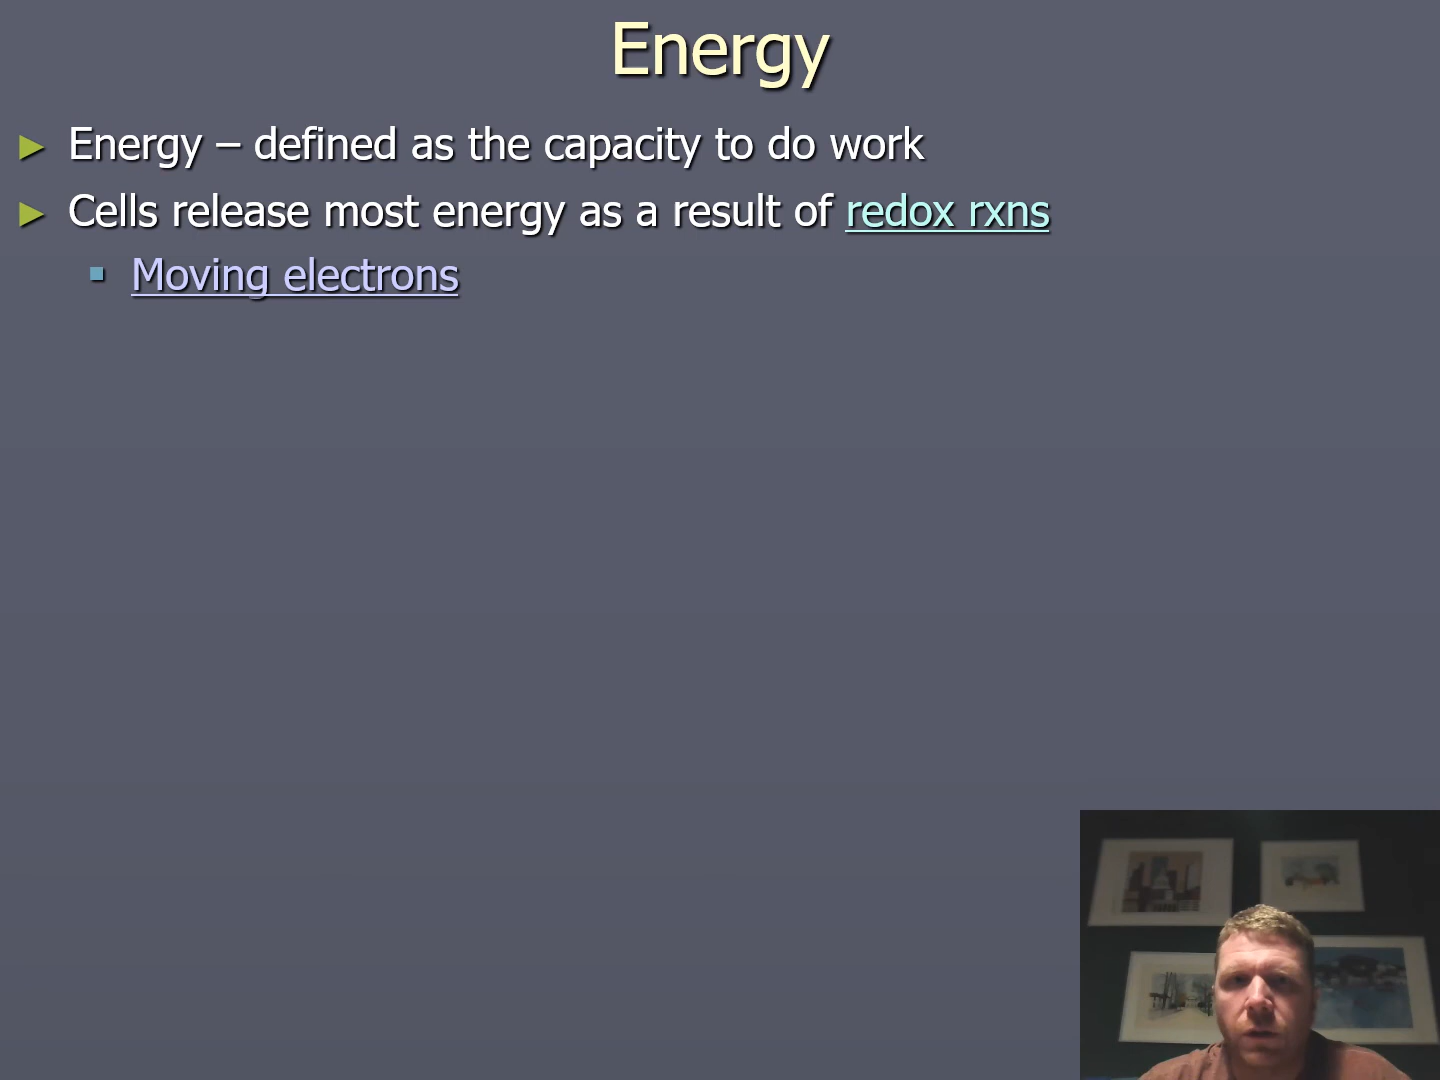 Energy
Energy – defined as the capacity to do work
Cells release most energy as a result of redox rxns
Moving electrons